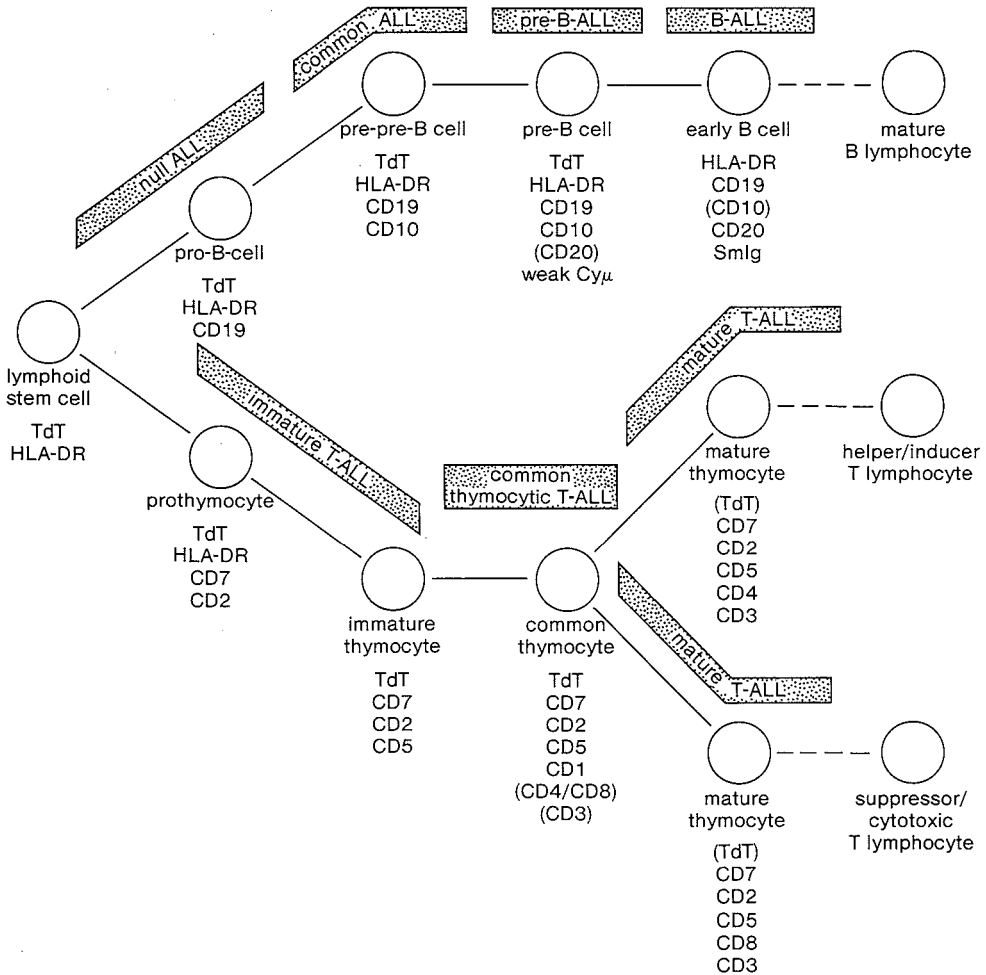 common ALL
pre-B-ALL
B-ALL
null ALL
pre-pre-B cell
TdT
HLA-DR
CD19
CD10
pre-B cell
TdT
HLA-DR
CD19
CD10
(CD20)
weak Cyμ
early B cell
HLA-DR
CD19
(CD10)
CD20
SmIg
mature
B lymphocyte
pro-B-cell
TdT
HLA-DR
CD19
lymphoid
stem cell
TdT
HLA-DR
immature T-ALL
prothymocyte
TdT
HLA-DR
CD7
CD2
common
thymocytic T-ALL
mature T-ALL
immature
thymocyte
TdT
CD7
CD2
CD5
common
thymocyte
TdT
CD7
CD2
CD5
CD1
(CD4/CD8)
(CD3)
mature
thymocyte
(TdT)
CD7
CD2
CD5
CD4
CD3
helper/inducer
T lymphocyte
mature T-ALL
mature
thymocyte
(TdT)
CD7
CD2
CD5
CD8
CD3
suppressor/
cytotoxic
T lymphocyte